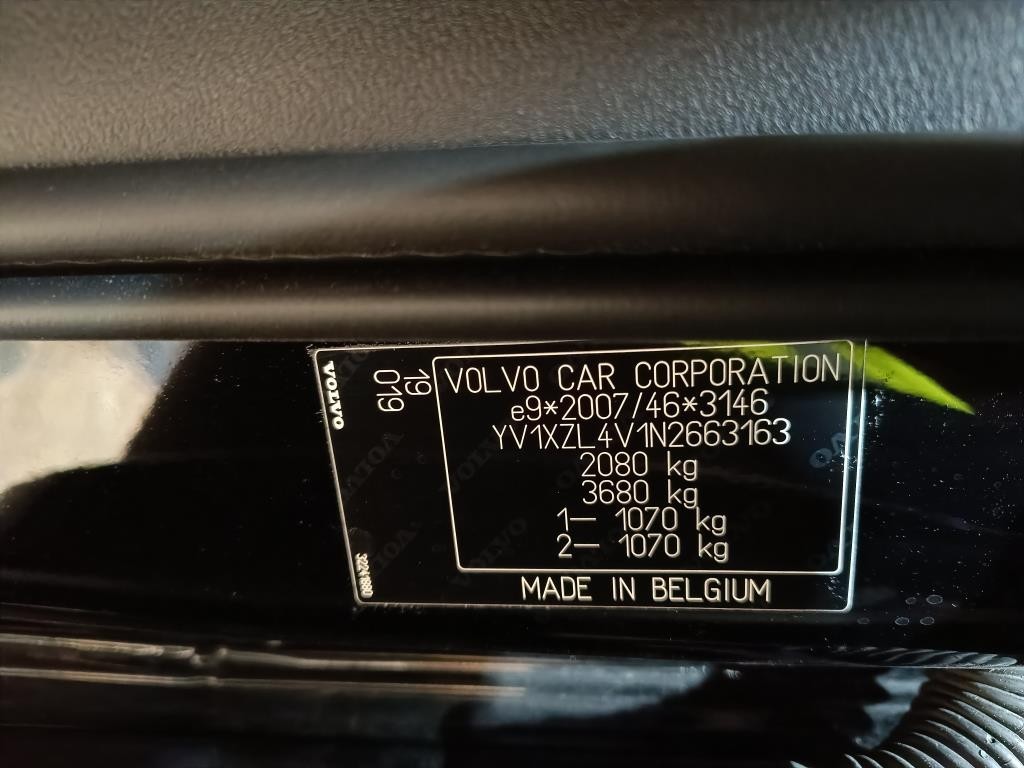 VOLVO
019
19
VOLVO CAR CORPORATION
e9*2007/46*3146
YV1XZL4V1N2663163
2080 kg
3680 kg
1– 1070 kg
2– 1070 kg
MADE IN BELGIUM
32241880